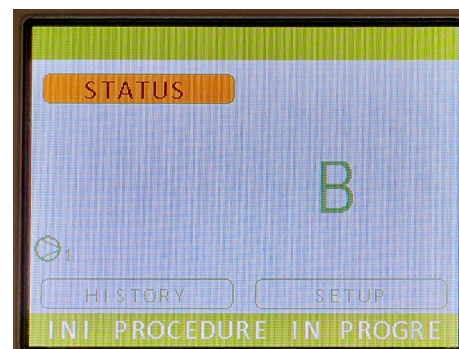 STATUS
B
1
HISTORY SETUP
INI PROCEDURE IN PROGRE